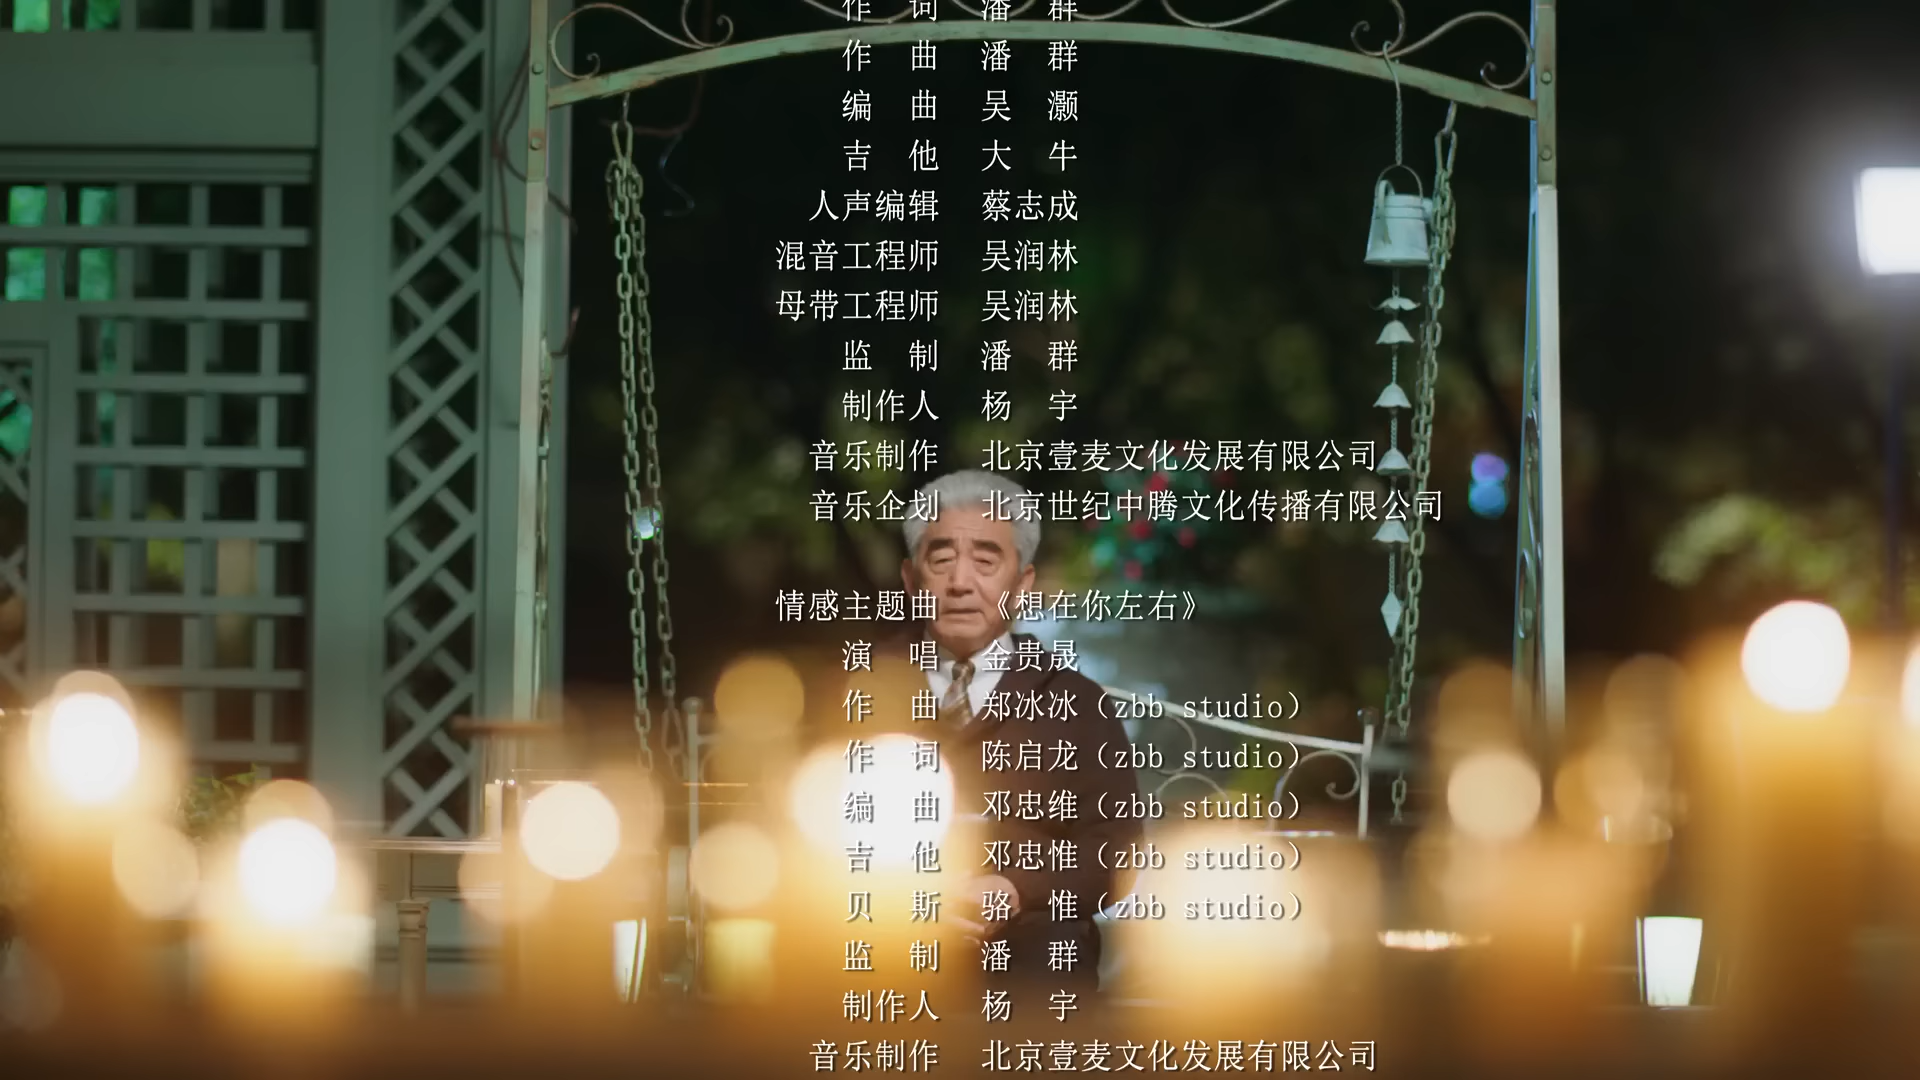 作 词 潘 群
作 曲 潘 群
编 曲 吴 灏
吉 他 大 牛
人声编辑 蔡志成
混音工程师 吴润林
母带工程师 吴润林
监 制 潘 群
制作人 杨 宇
音乐制作 北京壹麦文化发展有限公司
音乐企划 北京世纪中腾文化传播有限公司
情感主题曲 《想在你左右》
演 唱 金贵晟
作 曲 郑冰冰（zbb studio）
作 词 陈启龙（zbb studio）
编 曲 邓忠维（zbb studio）
吉 他 邓忠惟（zbb studio）
贝 斯 骆 惟（zbb studio）
监 制 潘 群
制作人 杨 宇
音乐制作 北京壹麦文化发展有限公司